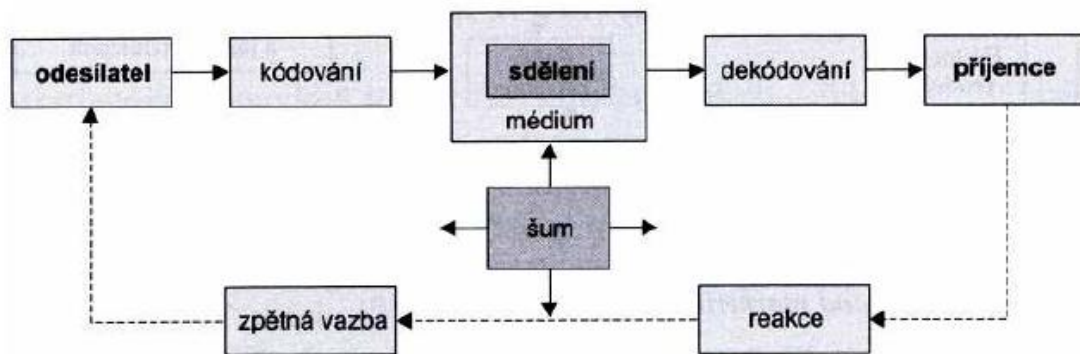 odesílatel
kódování
sdělení
médium
dekódování
příjemce
šum
zpětná vazba
reakce